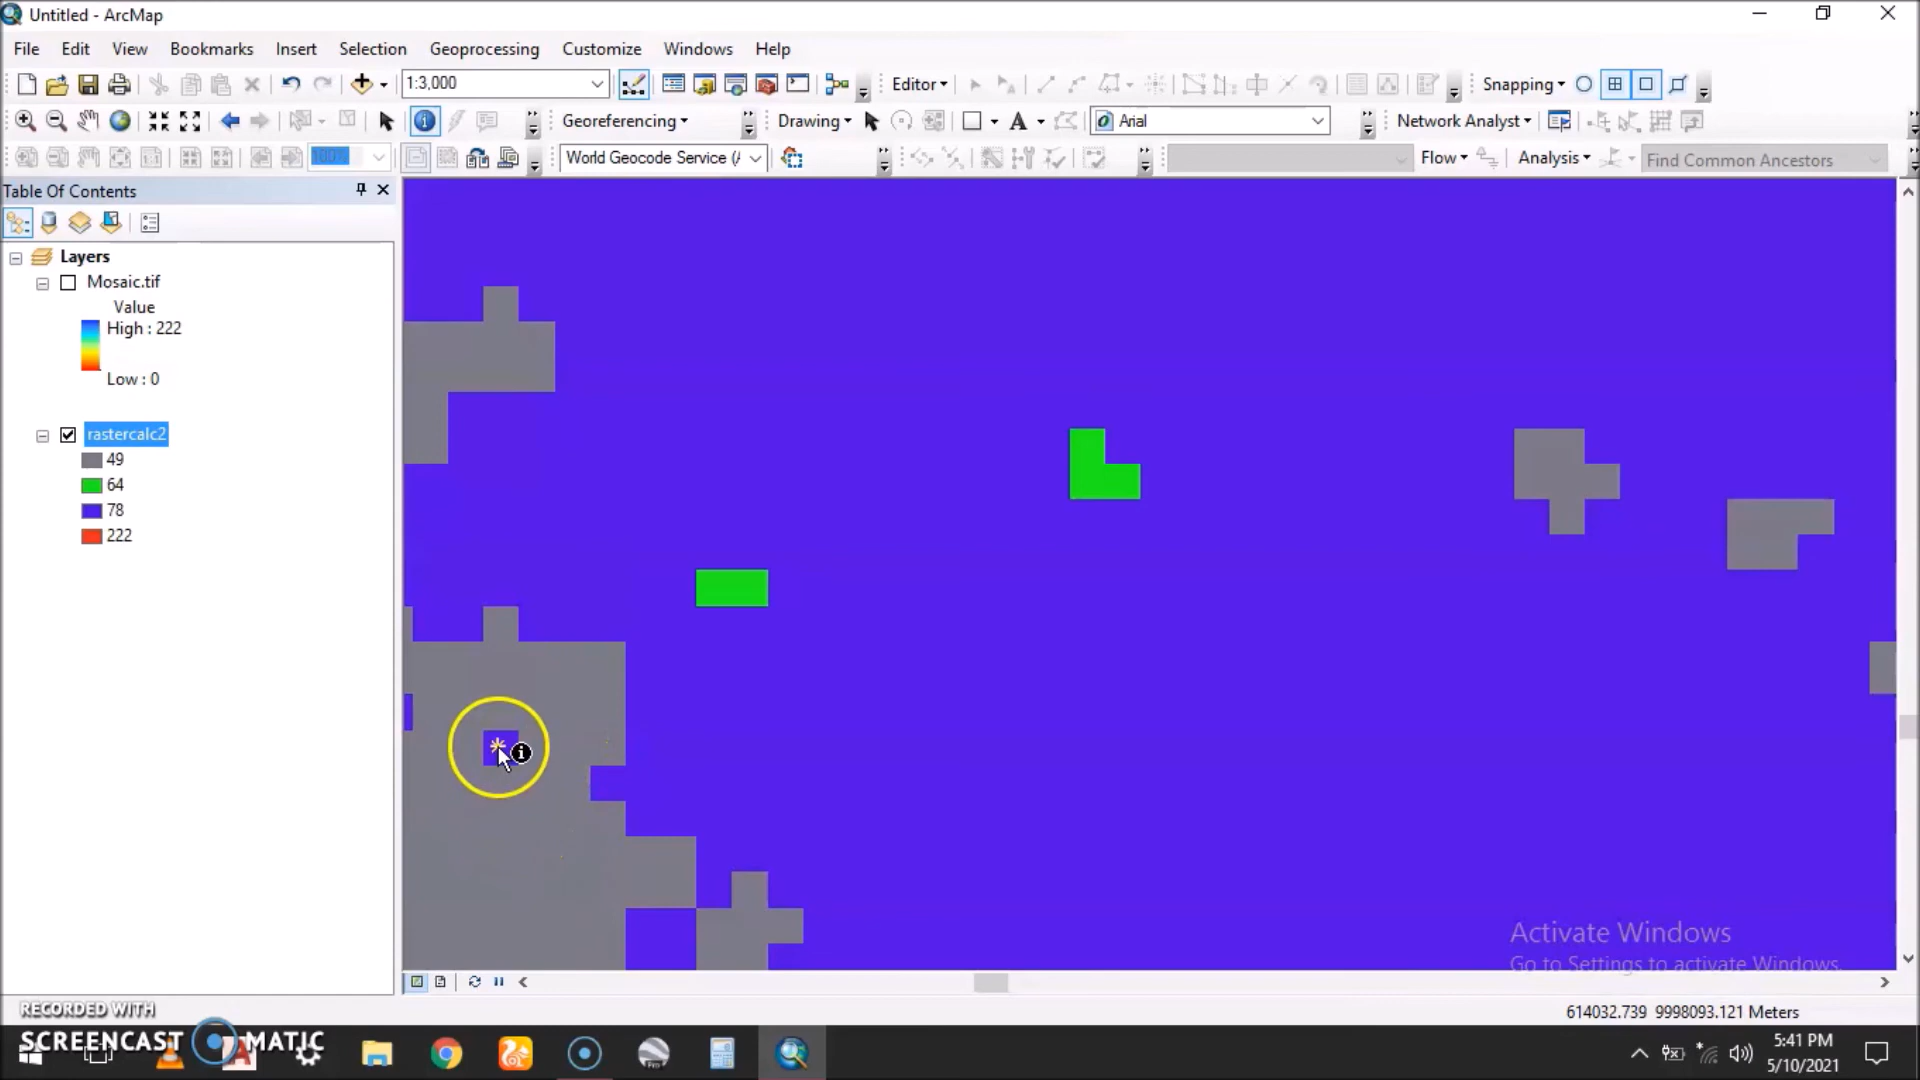 Untitled - ArcMap
File Edit View Bookmarks Insert Selection Geoprocessing Customize Windows Help
1:3,000 Editor Snapping
Georeferencing Drawing A Arial Network Analyst
100% World Geocode Service (A Flow Analysis Find Common Ancestors
Table Of Contents
Layers
Mosaic.tif
Value
High : 222
Low : 0
rastercalc2
49
64
78
222
Activate Windows
Go to Settings to activate Windows.
614032.739 9998093.121 Meters
RECORDED WITH
SCREENCAST MATIC
5:41 PM
5/10/2021